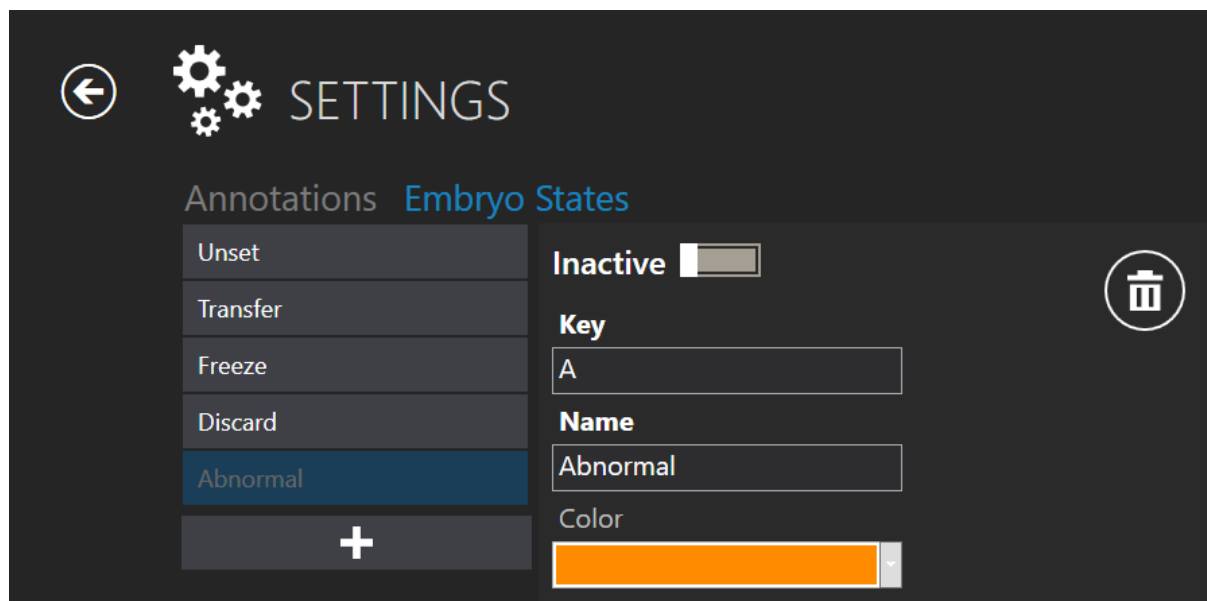 SETTINGS
Annotations Embryo States
Unset
Transfer
Freeze
Discard
Abnormal
Inactive
Key
A
Name
Abnormal
Color